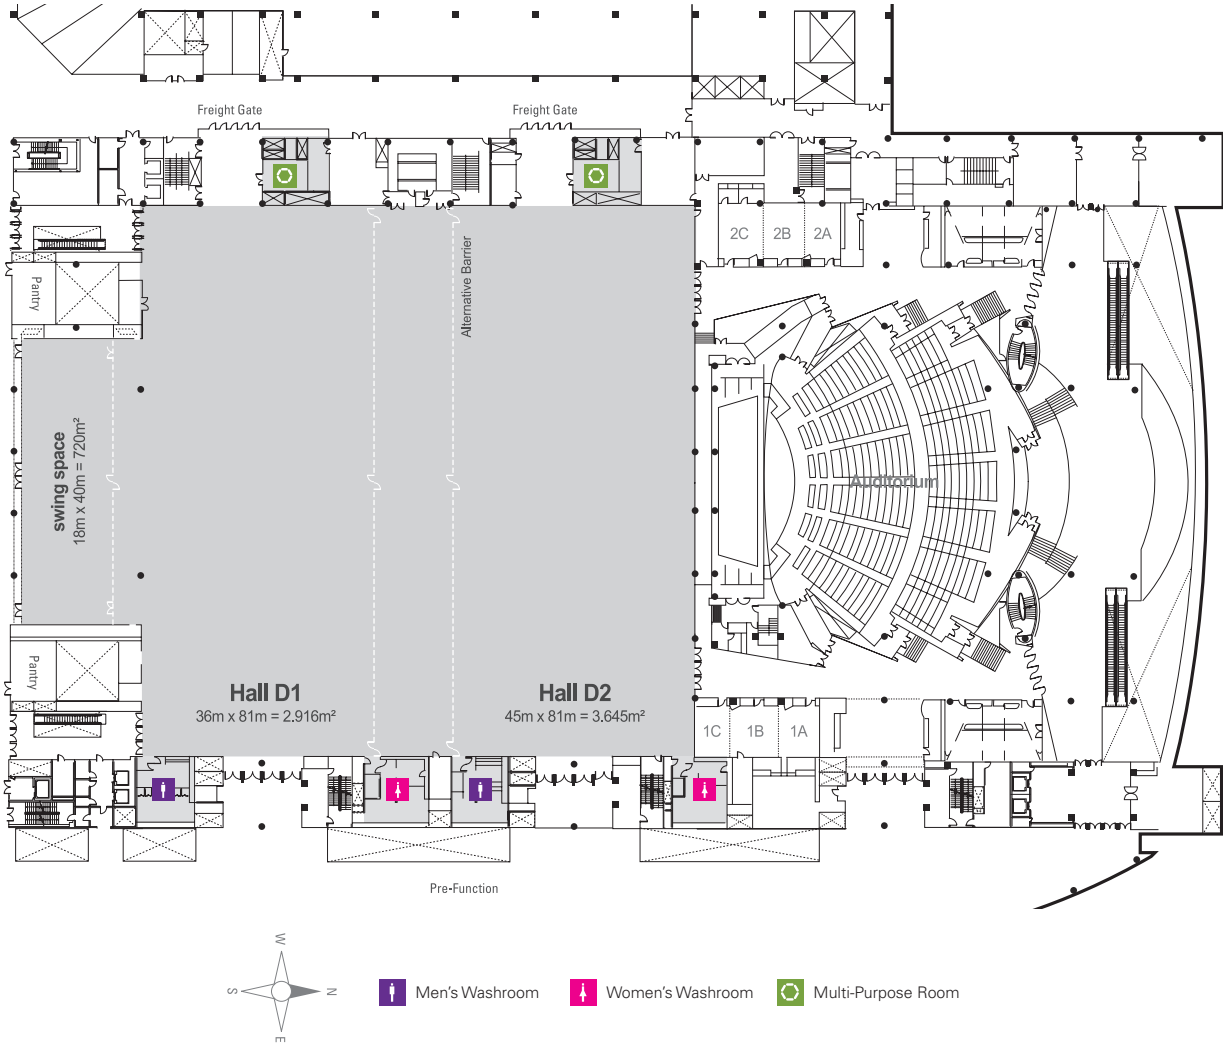 Freight Gate
Freight Gate
2C
2B
2A
Pantry
Alternative Barrier
swing space
18m x 40m = 720m²
Auditorium
Pantry
Hall D1
36m x 81m = 2.916m²
Hall D2
45m x 81m = 3.645m²
1C
1B
1A
Pre-Function
W
S
N
E
Men's Washroom
Women's Washroom
Multi-Purpose Room